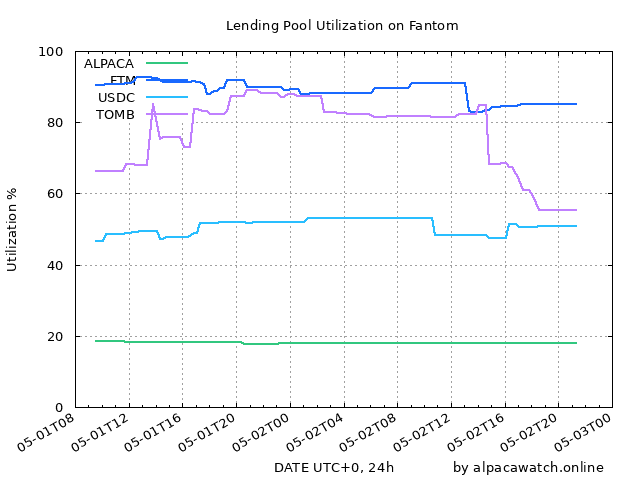 Lending Pool Utilization on Fantom
100
80
60
40
20
0
Utilization %
ALPACA
FTM
USDC
TOMB
05-01T08
05-01T12
05-01T16
05-01T20
05-02T00
05-02T04
05-02T08
05-02T12
05-02T16
05-02T20
05-03T00
DATE UTC+0, 24h
by alpacawatch.online